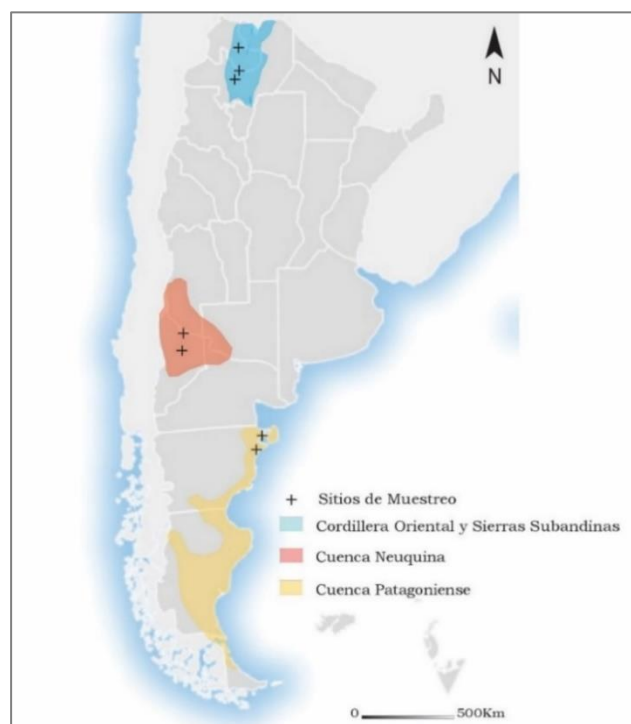 N
Sitios de Muestreo
Cordillera Oriental y Sierras Subandinas
Cuenca Neuquina
Cuenca Patagoniense
0 500Km